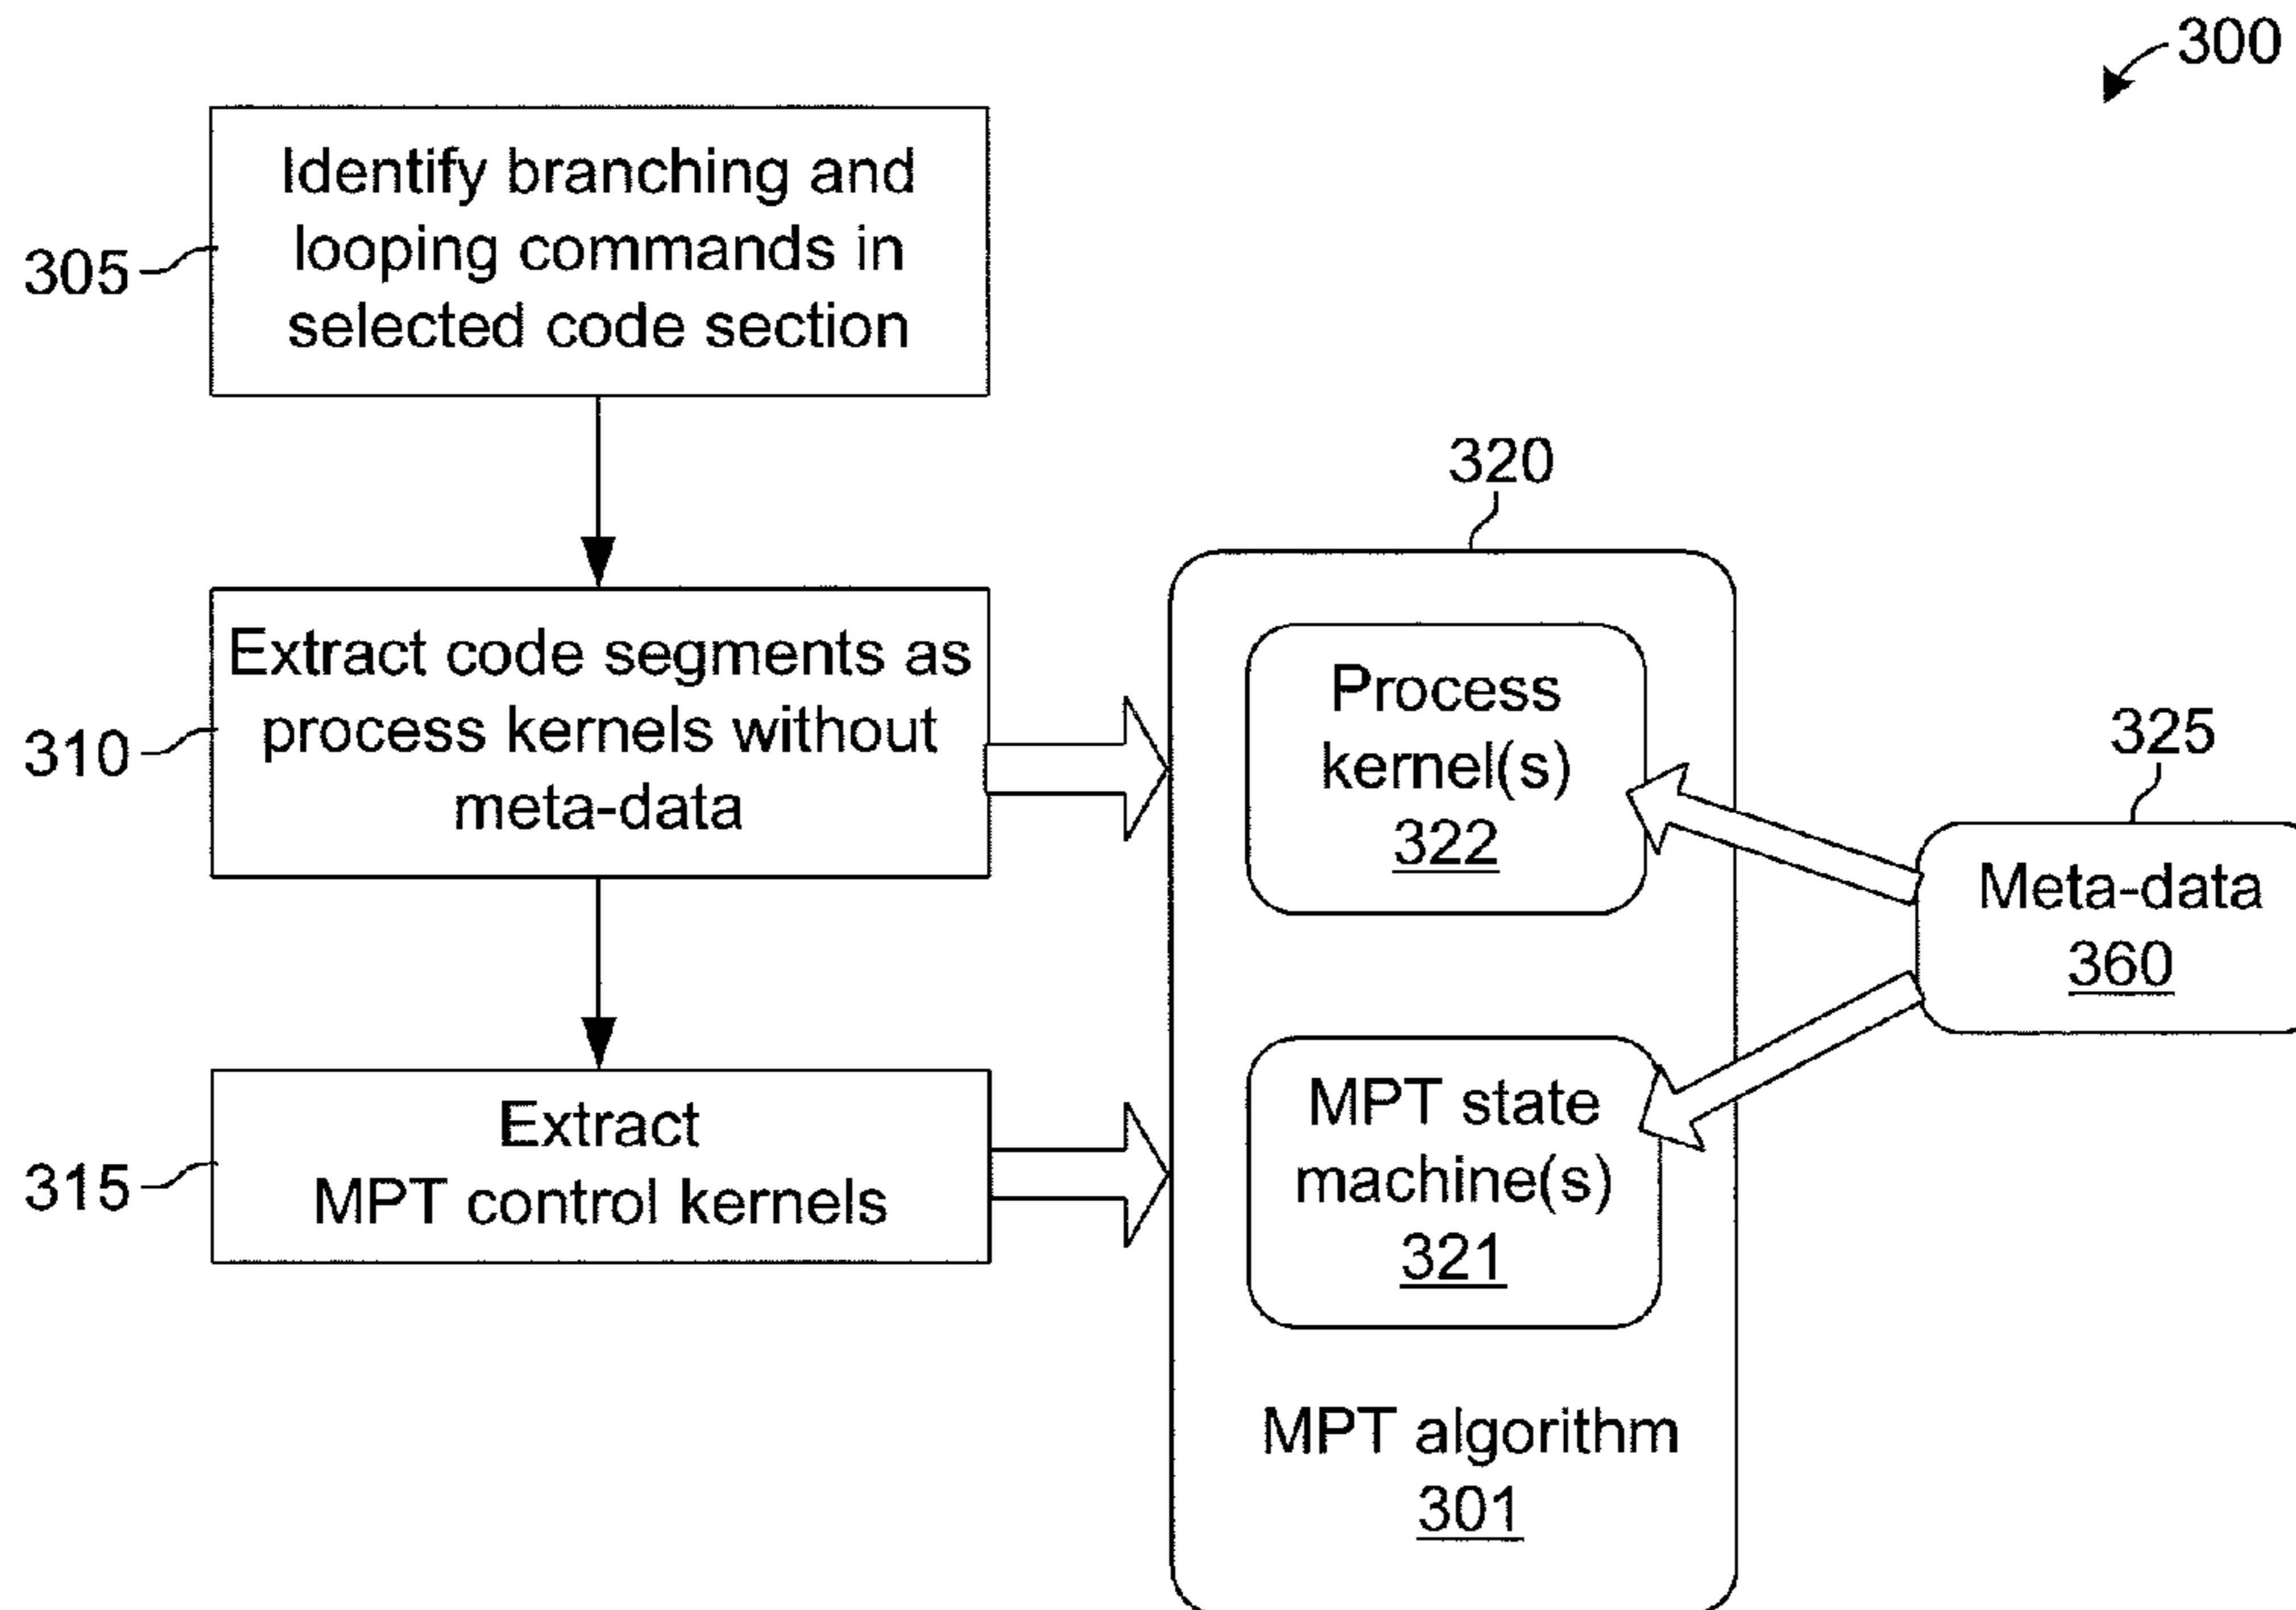 300
Identify branching and
looping commands in
selected code section
305
320
Extract code segments as
process kernels without
meta-data
310
Process
kernel(s)
322
325
Meta-data
360
Extract
MPT control kernels
315
MPT state
machine(s)
321
MPT algorithm
301